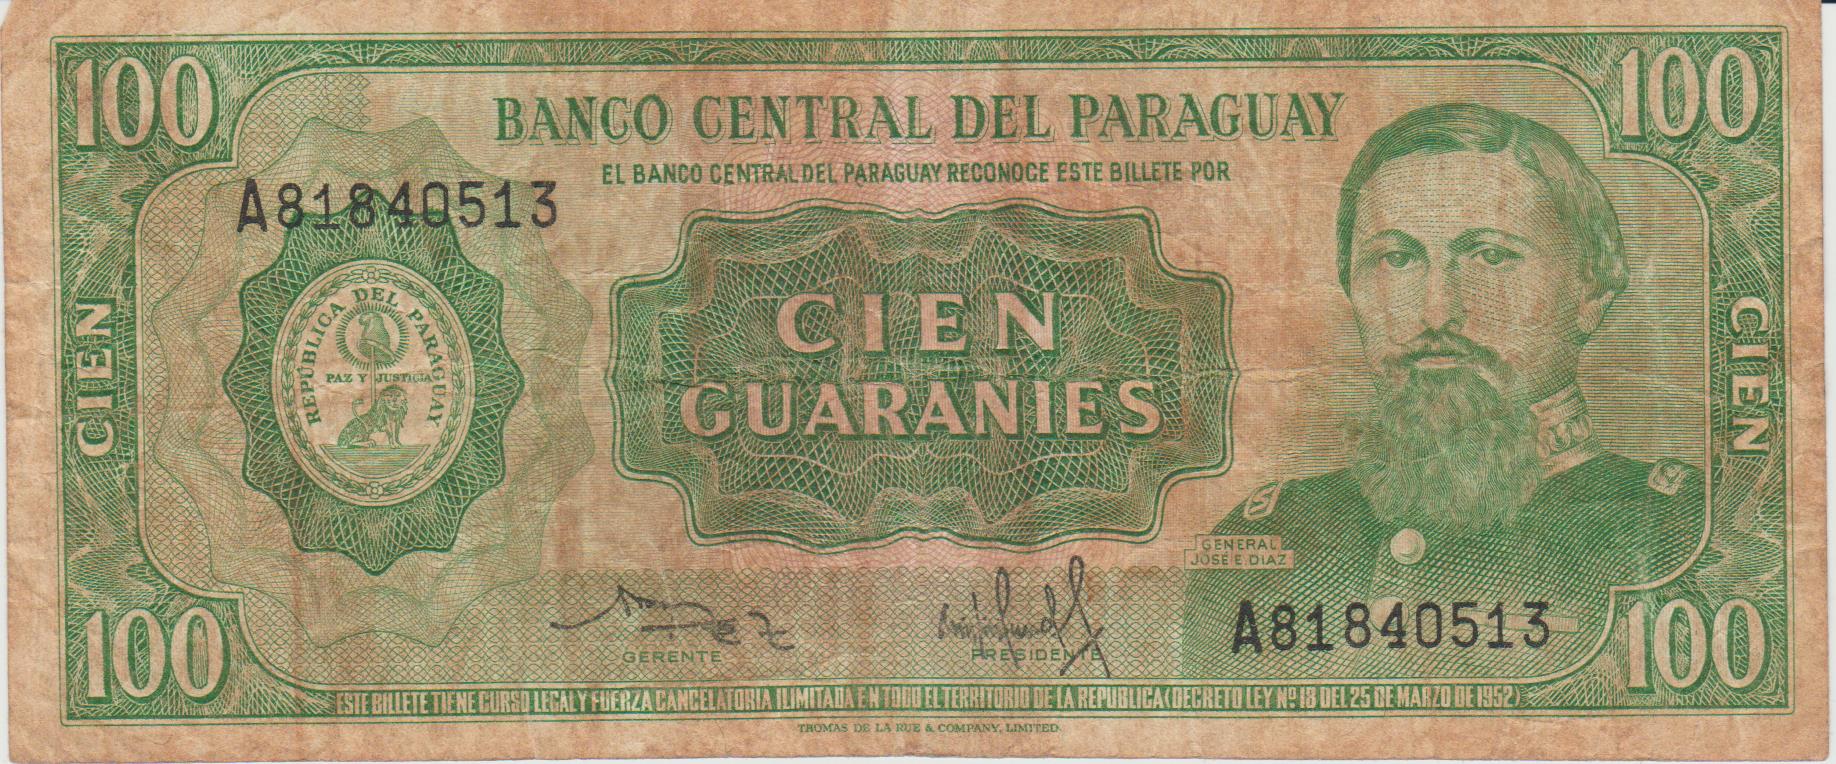 100
100
BANCO CENTRAL DEL PARAGUAY
EL BANCO CENTRAL DEL PARAGUAY RECONOCE ESTE BILLETE POR
A81840513
REPÚBLICA DEL PARAGUAY
PAZ Y JUSTICIA
CIEN
GUARANIES
CIEN
CIEN
GENERAL
JOSE E. DIAZ
A81840513
GERENTE
PRESIDENTE
100
100
ESTE BILLETE TIENE CURSO LEGAL Y FUERZA CANCELATORIA ILIMITADA EN TODO EL TERRITORIO DE LA REPUBLICA (DECRETO LEY Nº 18 DEL 25 DE MARZO DE 1952)
THOMAS DE LA RUE & COMPANY, LIMITED.